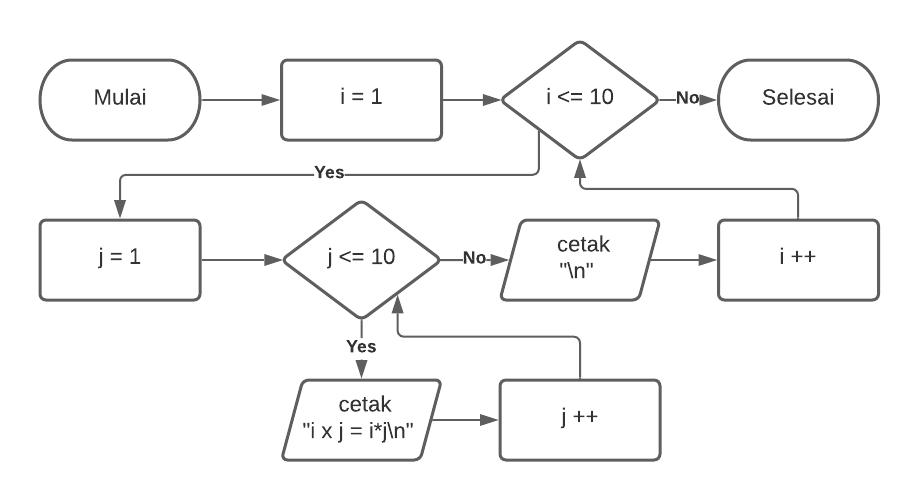 Mulai
i = 1
i <= 10
No
Selesai
Yes
j = 1
j <= 10
No
cetak
"\n"
i ++
Yes
cetak
"i x j = i*j\n"
j ++